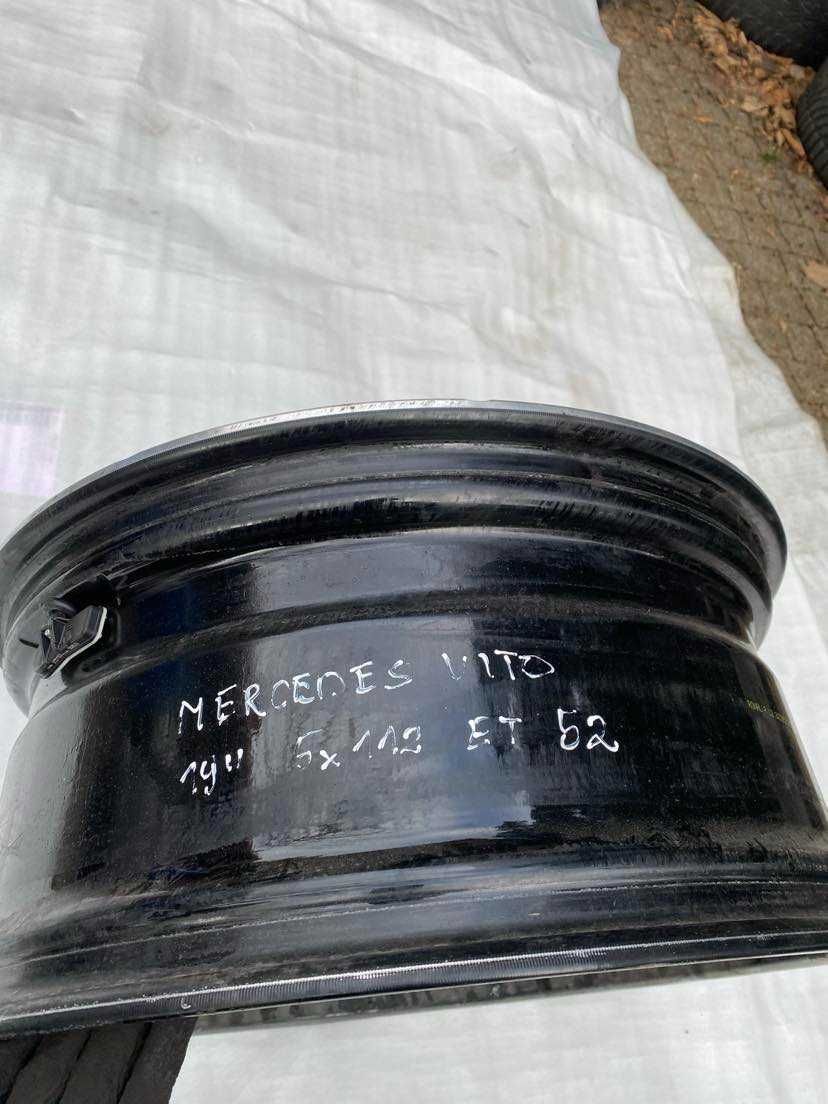 MERCEDES VITO
19" 5x112 ET 52